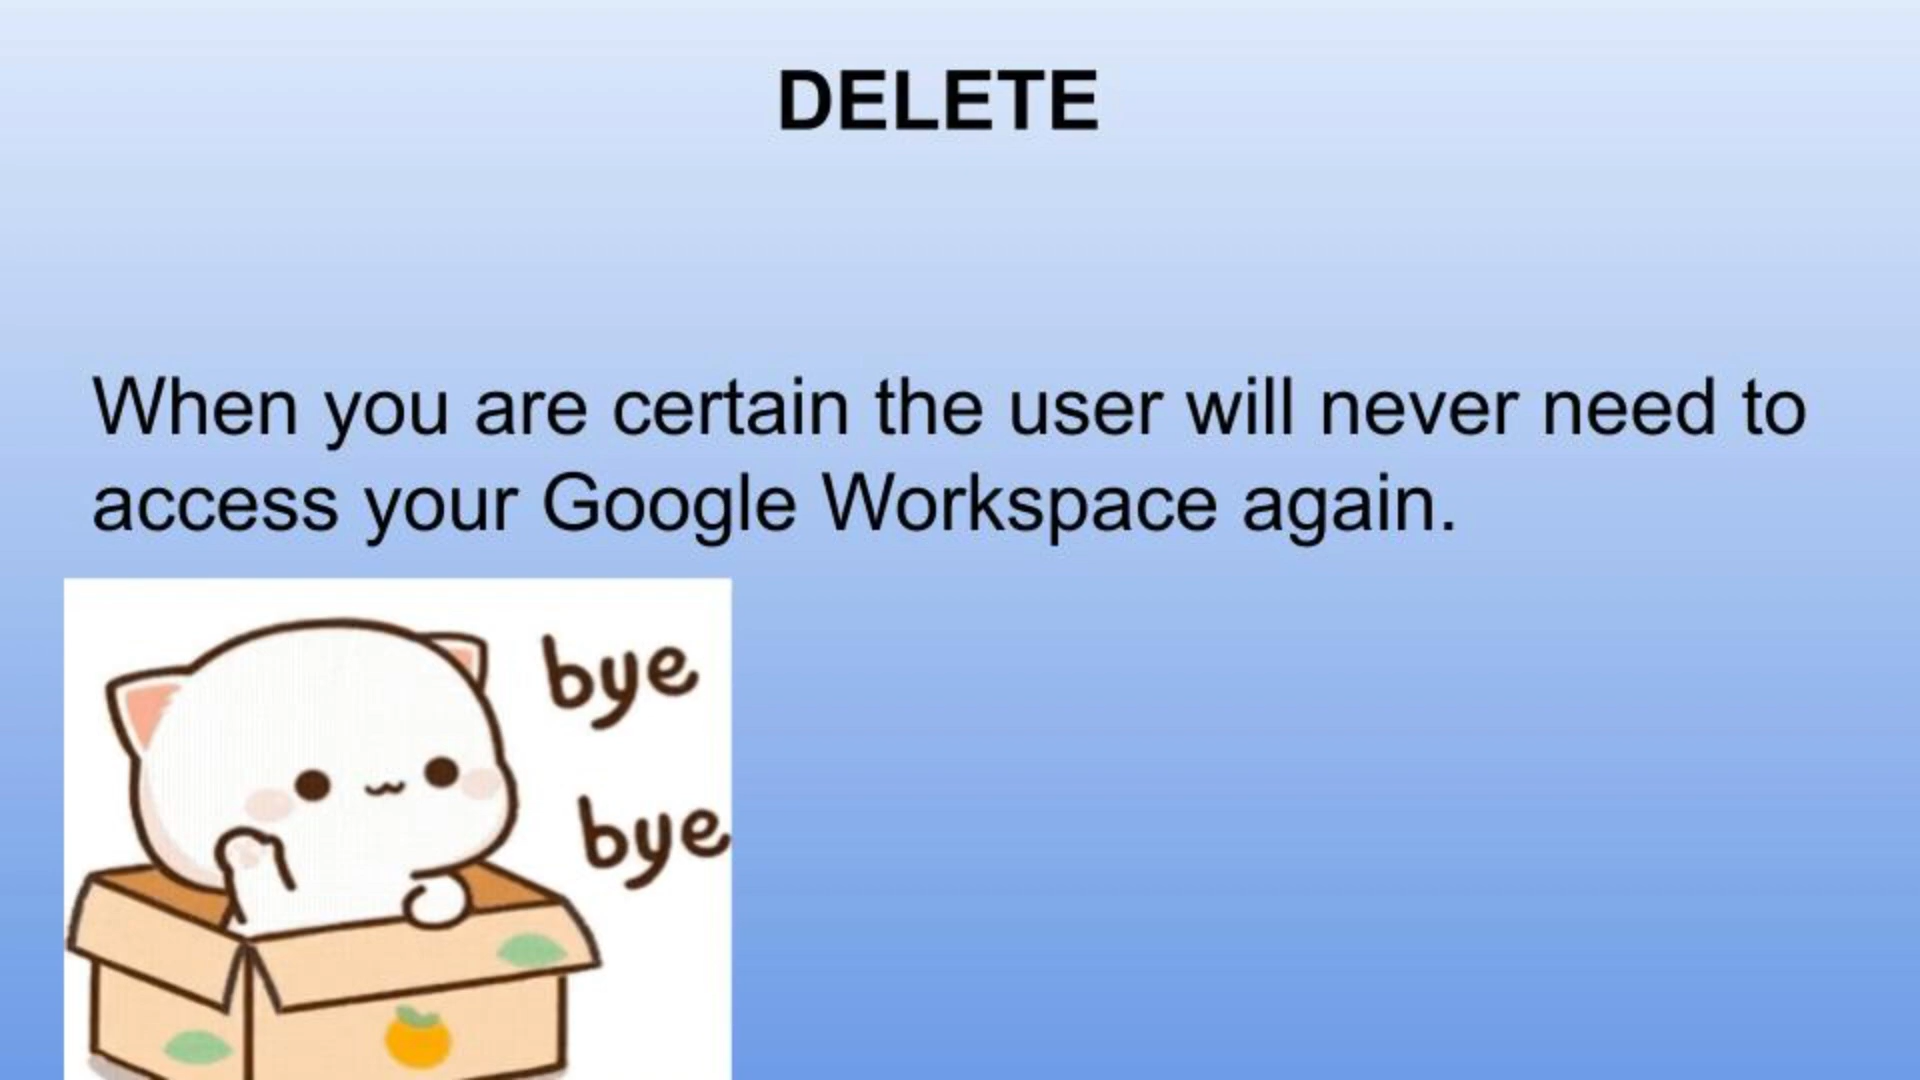 DELETE
When you are certain the user will never need to
access your Google Workspace again.
bye
bye